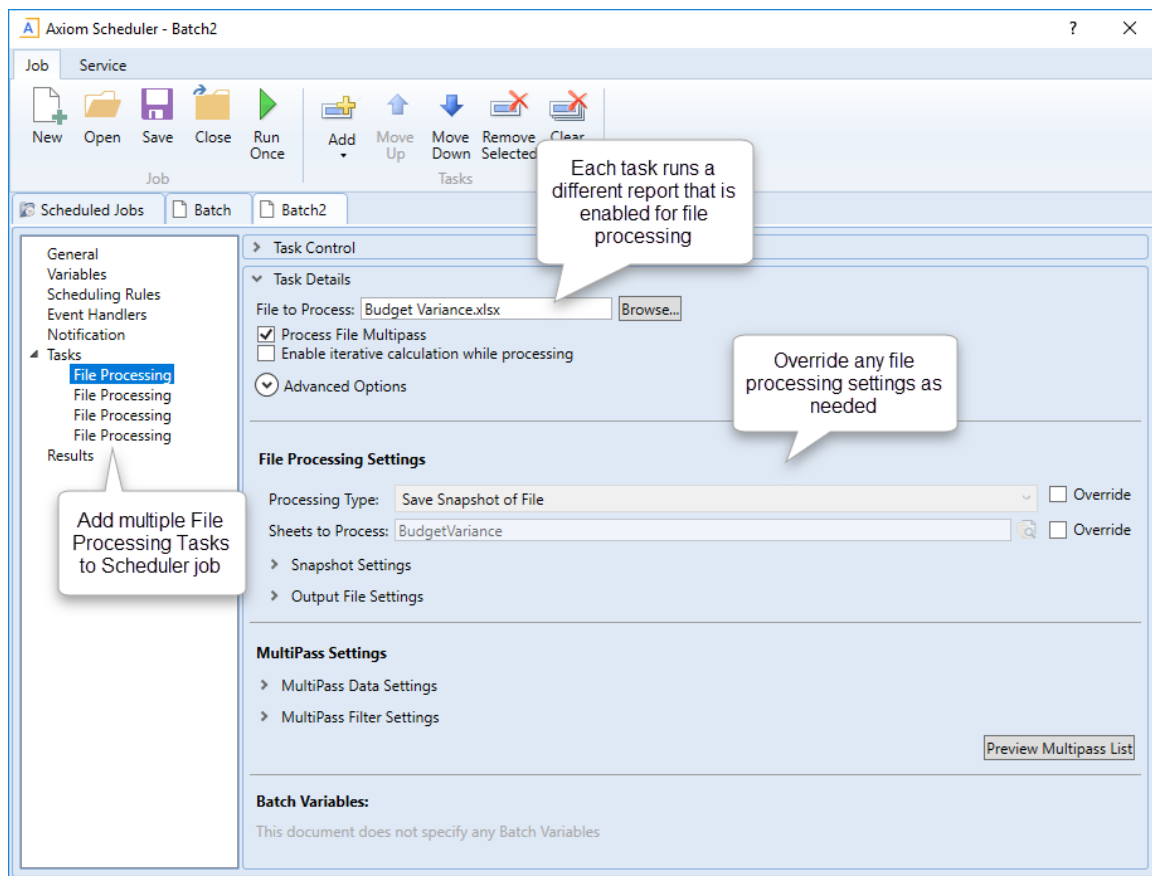 Axiom Scheduler - Batch2
?
Job Service
New Open Save Close Run Once
Add Move Up Move Down Remove Selected Clear
Job
Tasks
Scheduled Jobs Batch Batch2
Each task runs a
different report that is
enabled for file
processing
General
Variables
Scheduling Rules
Event Handlers
Notification
Tasks
File Processing
File Processing
File Processing
File Processing
Results
Add multiple File
Processing Tasks
to Scheduler job
Task Control
Task Details
File to Process: Budget Variance.xlsx Browse...
Process File Multipass
Enable iterative calculation while processing
Advanced Options
Override any file
processing settings as
needed
File Processing Settings
Processing Type: Save Snapshot of File Override
Sheets to Process: BudgetVariance Override
Snapshot Settings
Output File Settings
MultiPass Settings
MultiPass Data Settings
MultiPass Filter Settings
Preview Multipass List
Batch Variables:
This document does not specify any Batch Variables